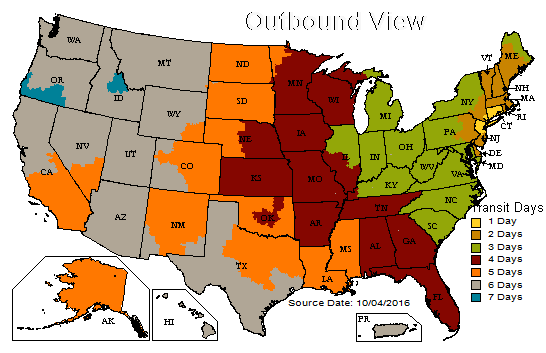 Outbound View
WA
MT
ND
MN
VT
ME
OR
ID
SD
WI
NY
NH
MA
WY
MI
RI
CT
NV
NE
IA
PA
NJ
UT
IL
IN
OH
DE
CA
CO
KS
MO
WV
VA
MD
KY
AZ
NM
OK
AR
TN
NC
SC
Transit Days
1 Day
2 Days
3 Days
4 Days
5 Days
6 Days
7 Days
TX
LA
MS
AL
GA
FL
Source Date: 10/04/2016
AK
HI
PR